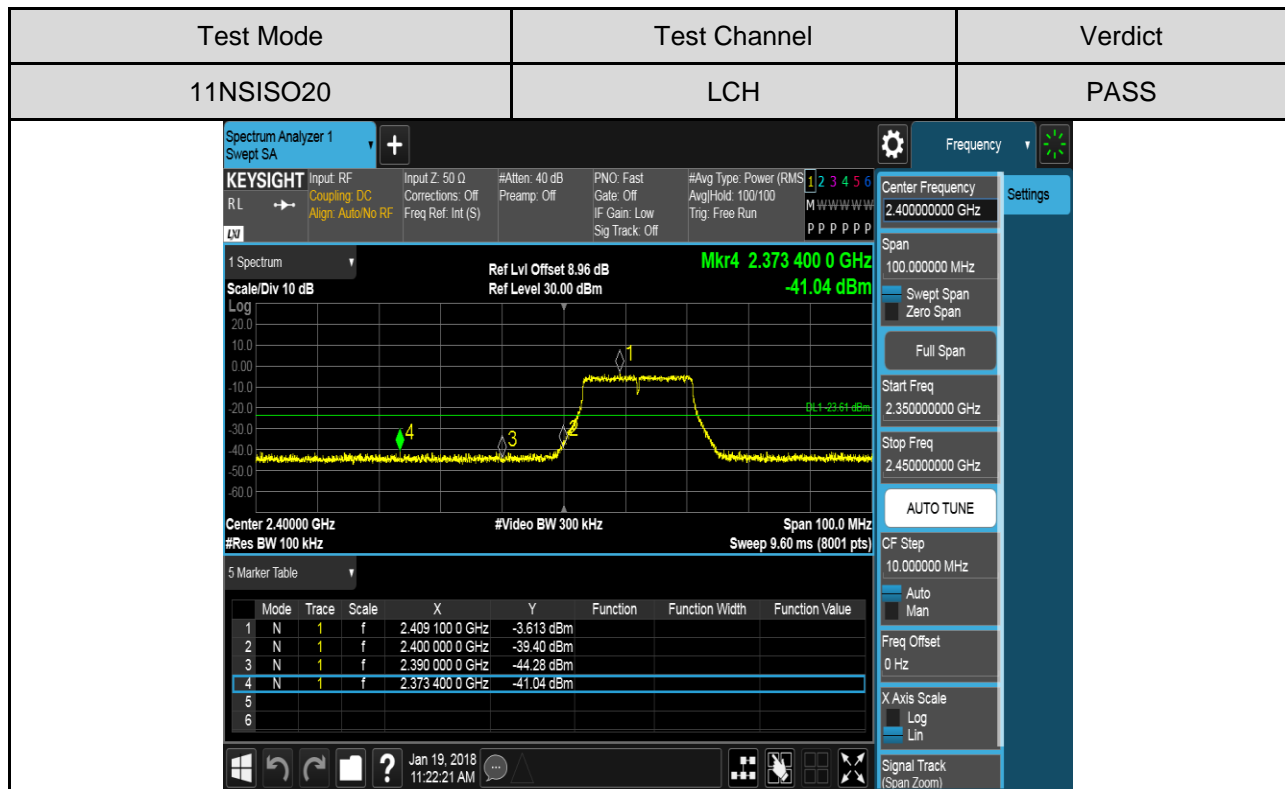 Test Mode Test Channel Verdict
11NSISO20 LCH PASS
Spectrum Analyzer 1
Swept SA
+
Frequency
KEYSIGHT
RL
LXI
Input: RF
Coupling: DC
Align: Auto/No RF
Input Z: 50 Ω
Corrections: Off
Freq Ref: Int (S)
#Atten: 40 dB
Preamp: Off
PNO: Fast
Gate: Off
IF Gain: Low
Sig Track: Off
#Avg Type: Power (RMS
Avg|Hold: 100/100
Trig: Free Run
1 2 3 4 5 6
M W W W W W
P P P P P P
1 Spectrum
Scale/Div 10 dB
Ref Lvl Offset 8.96 dB
Ref Level 30.00 dBm
Mkr4 2.373 400 0 GHz
-41.04 dBm
Log
20.0
10.0
0.00
-10.0
-20.0
-30.0
-40.0
-50.0
-60.0
1
2
3
4
DL1 -23.61 dBm
Center 2.40000 GHz #Video BW 300 kHz Span 100.0 MHz
#Res BW 100 kHz Sweep 9.60 ms (8001 pts)
5 Marker Table
Mode Trace Scale X Y Function Function Width Function Value
1 N 1 f 2.409 100 0 GHz -3.613 dBm
2 N 1 f 2.400 000 0 GHz -39.40 dBm
3 N 1 f 2.390 000 0 GHz -44.28 dBm
4 N 1 f 2.373 400 0 GHz -41.04 dBm
5
6
?
Jan 19, 2018
11:22:21 AM
Center Frequency
2.400000000 GHz
Settings
Span
100.000000 MHz
Swept Span
Zero Span
Full Span
Start Freq
2.350000000 GHz
Stop Freq
2.450000000 GHz
AUTO TUNE
CF Step
10.000000 MHz
Auto
Man
Freq Offset
0 Hz
X Axis Scale
Log
Lin
Signal Track
(Span Zoom)